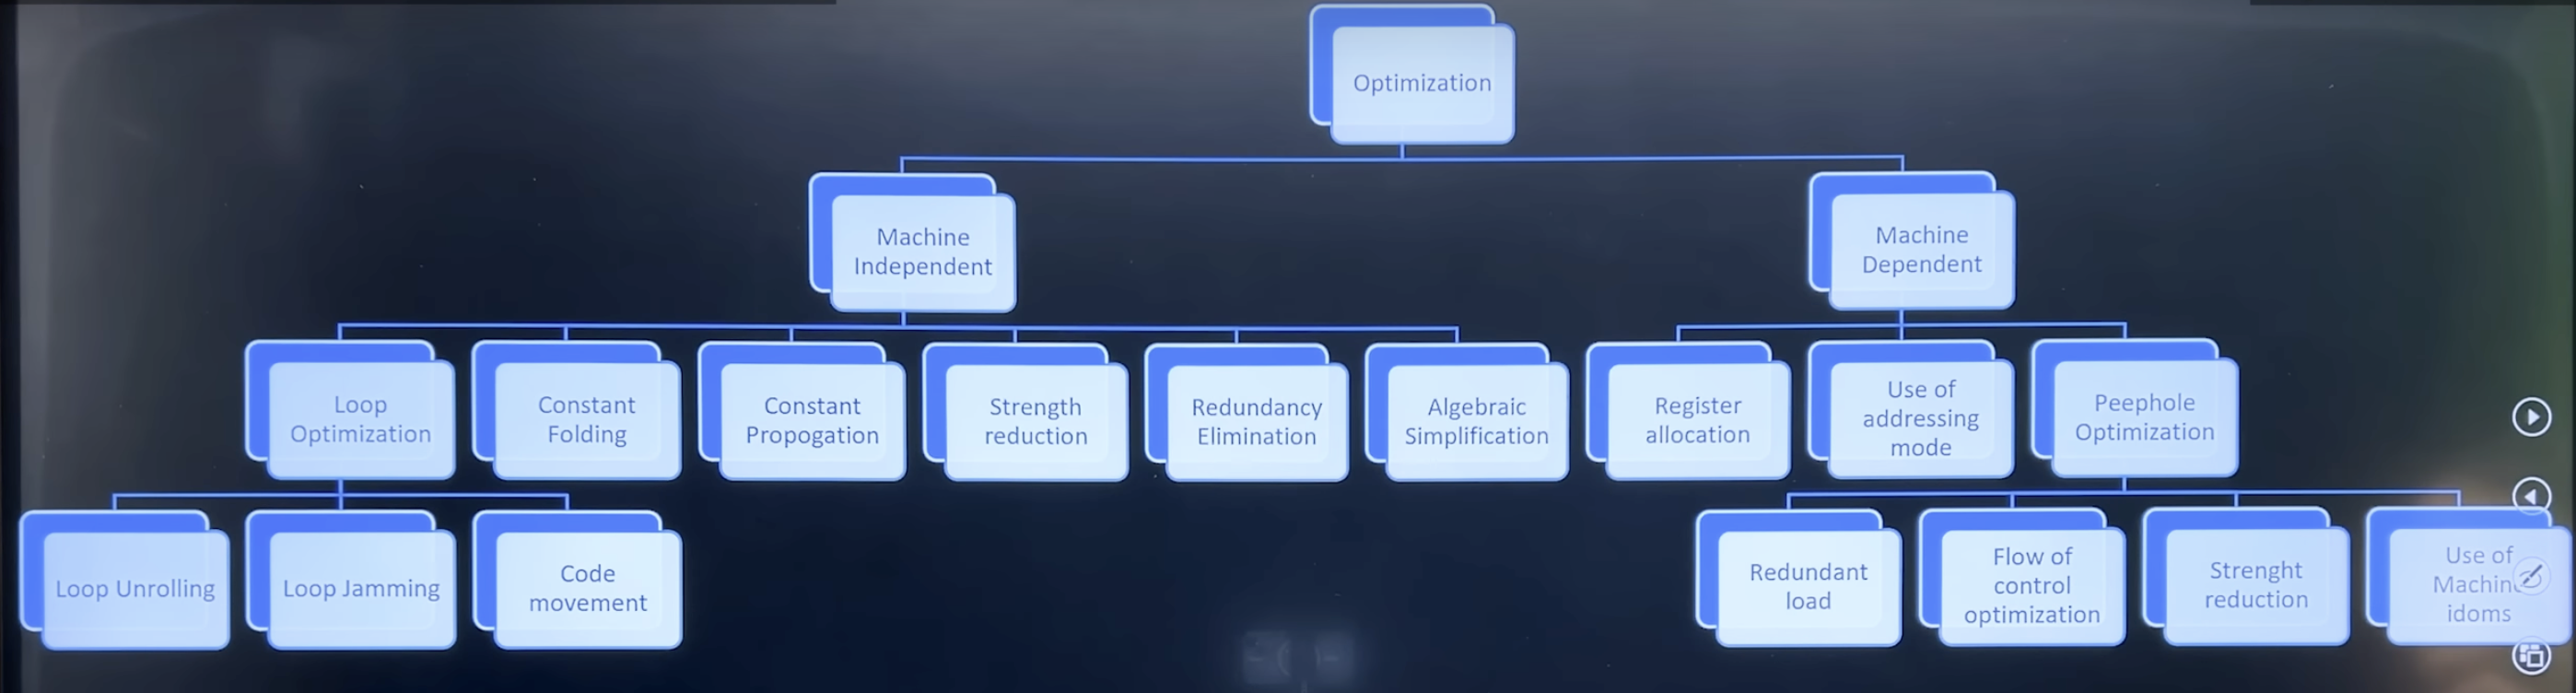 Optimization
Machine
Independent
Machine
Dependent
Loop
Optimization
Constant
Folding
Constant
Propogation
Strength
reduction
Redundancy
Elimination
Algebraic
Simplification
Register
allocation
Use of
addressing
mode
Peephole
Optimization
Loop Unrolling
Loop Jamming
Code
movement
Redundant
load
Flow of
control
optimization
Strenght
reduction
Use of
Machine
idoms